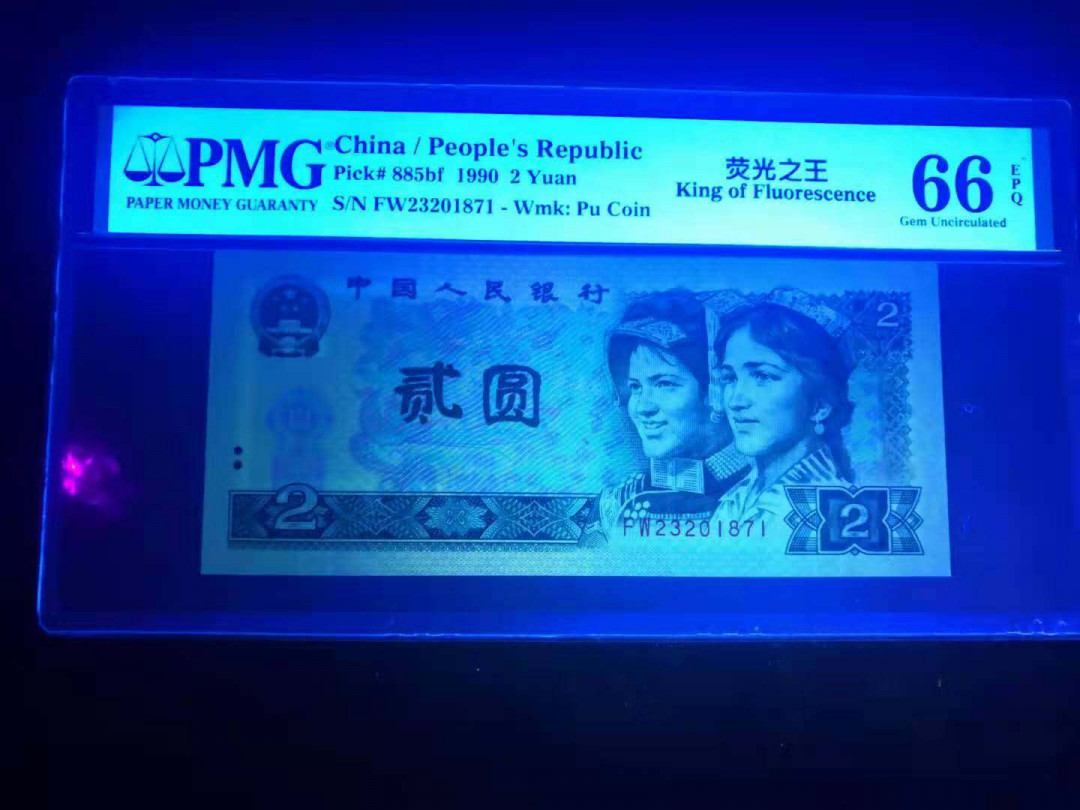 PMG
PAPER MONEY GUARANTY
China / People's Republic
Pick# 885bf 1990 2 Yuan
S/N FW23201871 - Wmk: Pu Coin
荧光之王
King of Fluorescence
66
EPQ
Gem Uncirculated
中国人民银行
2
贰圆
2
FW23201871
2